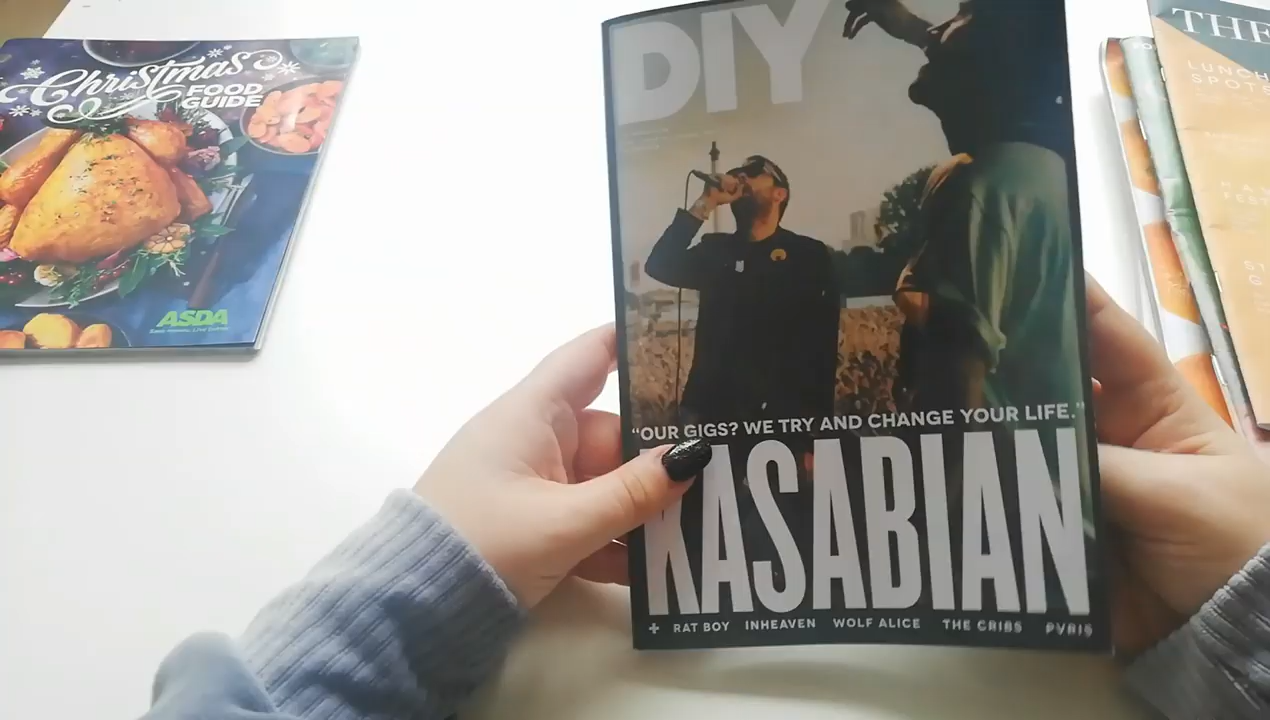 Christmas
FOOD
GUIDE
ASDA
DIY
"OUR GIGS? WE TRY AND CHANGE YOUR LIFE."
KASABIAN
+ RAT BOY INHEAVEN WOLF ALICE THE CRIBS PVRIS
THE
LUNCH
SPOTS